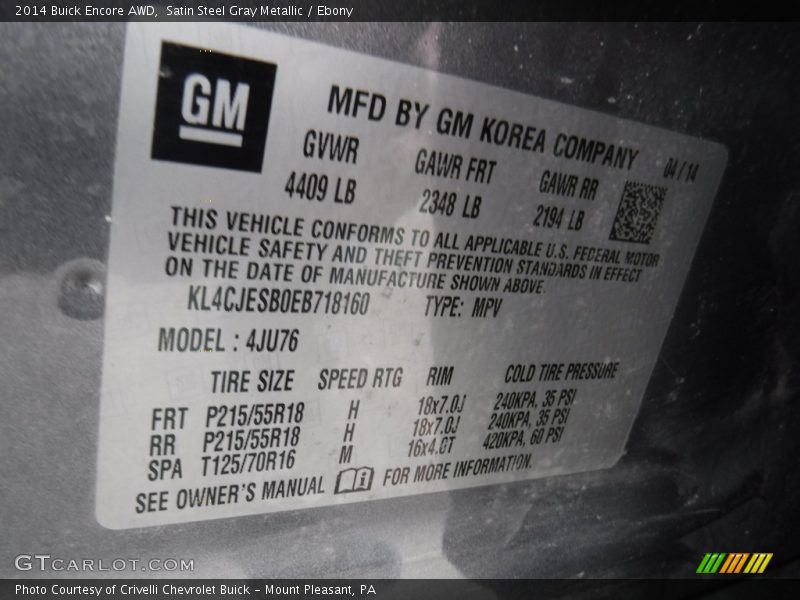 2014 Buick Encore AWD,  Satin Steel Gray Metallic / Ebony
GM
MFD BY GM KOREA COMPANY
04/14
GVWR GAWR FRT GAWR RR
4409 LB 2348 LB 2194 LB
THIS VEHICLE CONFORMS TO ALL APPLICABLE U.S. FEDERAL MOTOR
VEHICLE SAFETY AND THEFT PREVENTION STANDARDS IN EFFECT
ON THE DATE OF MANUFACTURE SHOWN ABOVE.
KL4CJESB0EB718160 TYPE: MPV
MODEL : 4JU76
TIRE SIZE SPEED RTG RIM COLD TIRE PRESSURE
FRT P215/55R18 H 18x7.0J 240KPA, 35 PSI
RR P215/55R18 H 18x7.0J 240KPA, 35 PSI
SPA T125/70R16 M 16x4.0T 420KPA, 60 PSI
SEE OWNER'S MANUAL FOR MORE INFORMATION.
GTCARLOT.COM
Photo Courtesy of Crivelli Chevrolet Buick – Mount Pleasant, PA